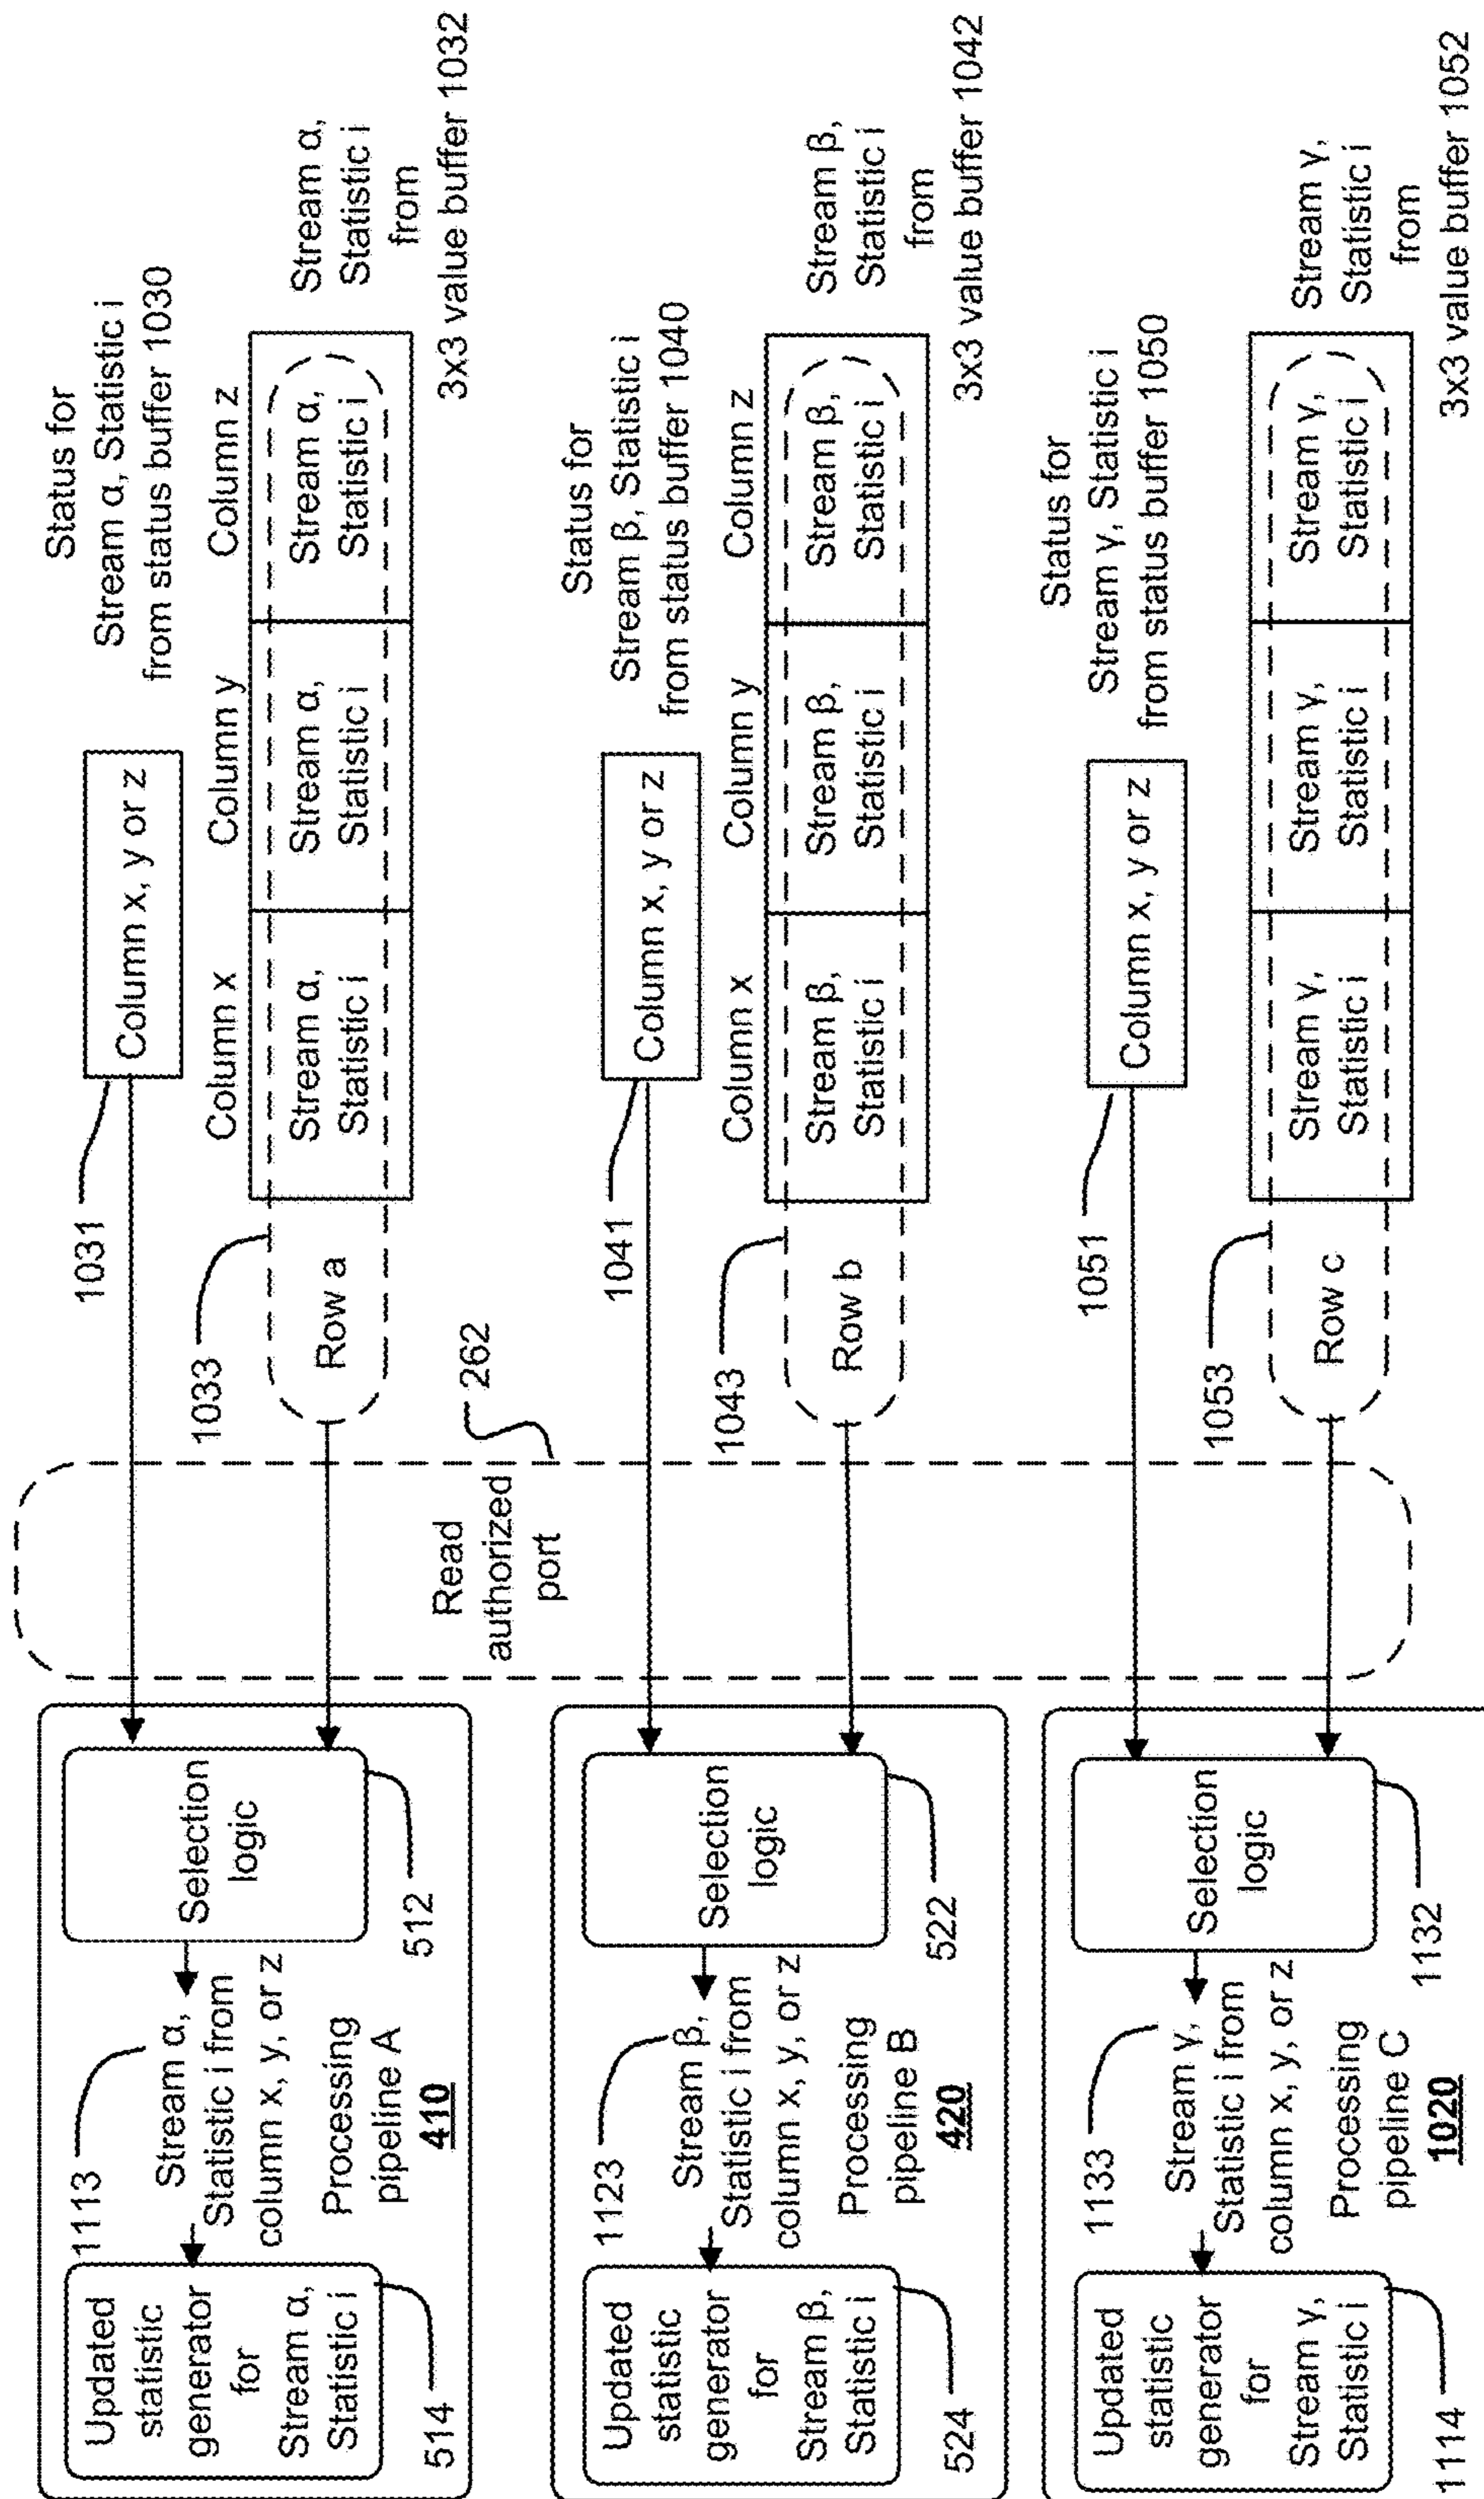 Status for
Stream α, Statistic i
from status buffer 1030
1031
Column x, y or z
Column x
Column y
Column z
1033
Row a
Stream α,
Statistic i
Stream α,
Statistic i
Stream α,
Statistic i
Stream α,
Statistic i
from
3x3 value buffer 1032
Updated
statistic
generator
for
Stream α,
Statistic i
514
1113
Stream α,
Statistic i from
column x, y, or z
Selection
logic
512
Processing
pipeline A
410
Read
authorized
port
262
Status for
Stream β, Statistic i
from status buffer 1040
1041
Column x, y or z
Column x
Column y
Column z
1043
Row b
Stream β,
Statistic i
Stream β,
Statistic i
Stream β,
Statistic i
Stream β,
Statistic i
from
3x3 value buffer 1042
Updated
statistic
generator
for
Stream β,
Statistic i
524
1123
Stream β,
Statistic i from
column x, y, or z
Selection
logic
522
Processing
pipeline B
420
Status for
Stream γ, Statistic i
from status buffer 1050
1051
Column x, y or z
1053
Row c
Stream γ,
Statistic i
Stream γ,
Statistic i
Stream γ,
Statistic i
Stream γ,
Statistic i
from
3x3 value buffer 1052
Updated
statistic
generator
for
Stream γ,
Statistic i
1114
1133
Stream γ,
Statistic i from
column x, y, or z
Selection
logic
1132
Processing
pipeline C
1020